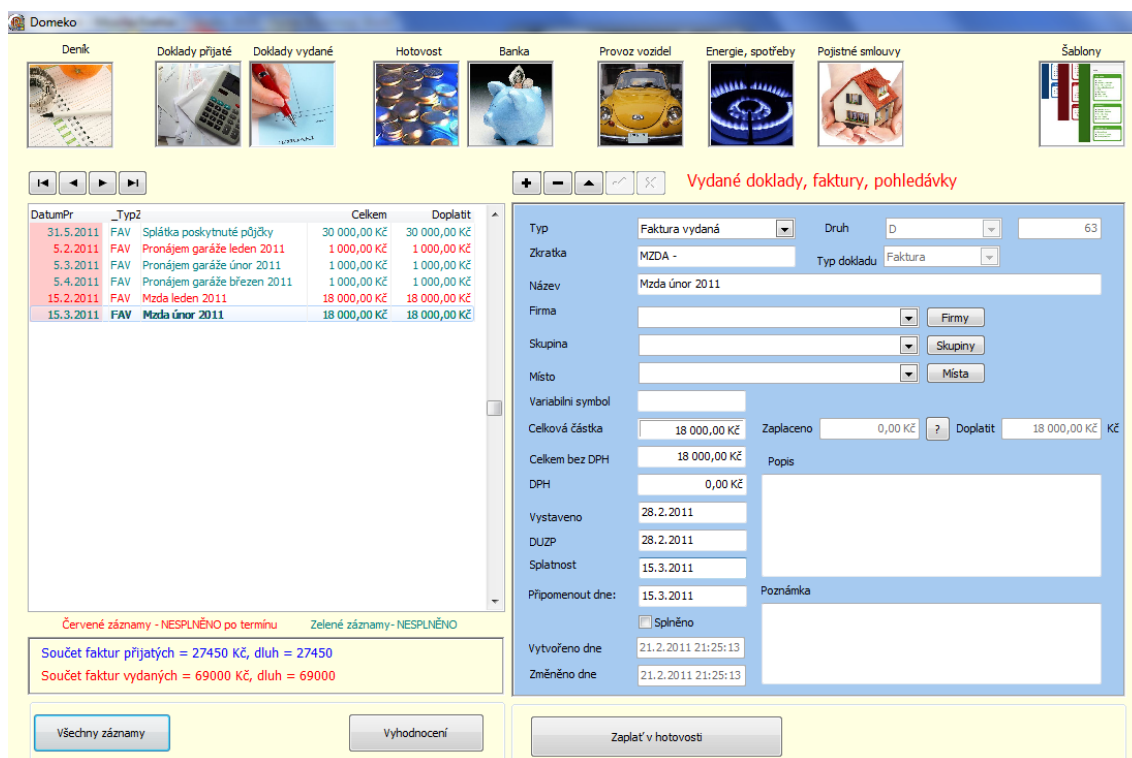 Domeko
Deník Doklady přijaté Doklady vydané Hotovost Banka Provoz vozidel Energie, spotřeby Pojistné smlouvy Šablony
Vydané doklady, faktury, pohledávky
DatumPr _Typ2 Celkem Doplatit
31.5.2011 FAV Splátka poskytnuté půjčky 30 000,00 Kč 30 000,00 Kč
5.2.2011 FAV Pronájem garáže leden 2011 1 000,00 Kč 1 000,00 Kč
5.3.2011 FAV Pronájem garáže únor 2011 1 000,00 Kč 1 000,00 Kč
5.4.2011 FAV Pronájem garáže březen 2011 1 000,00 Kč 1 000,00 Kč
15.2.2011 FAV Mzda leden 2011 18 000,00 Kč 18 000,00 Kč
15.3.2011 FAV Mzda únor 2011 18 000,00 Kč 18 000,00 Kč
Červené záznamy - NESPLNĚNO po termínu Zelené záznamy- NESPLNĚNO
Součet faktur přijatých = 27450 Kč, dluh = 27450
Součet faktur vydaných = 69000 Kč, dluh = 69000
Všechny záznamy Vyhodnocení
Typ Faktura vydaná Druh D 63
Zkratka MZDA - Typ dokladu Faktura
Název Mzda únor 2011
Firma Firmy
Skupina Skupiny
Místo Místa
Variabilni symbol
Celková částka 18 000,00 Kč Zaplaceno 0,00 Kč ? Doplatit 18 000,00 Kč Kč
Celkem bez DPH 18 000,00 Kč Popis
DPH 0,00 Kč
Vystaveno 28.2.2011
DUZP 28.2.2011
Splatnost 15.3.2011
Připomenout dne: 15.3.2011 Poznámka
Splněno
Vytvořeno dne 21.2.2011 21:25:13
Změněno dne 21.2.2011 21:25:13
Zaplať v hotovosti